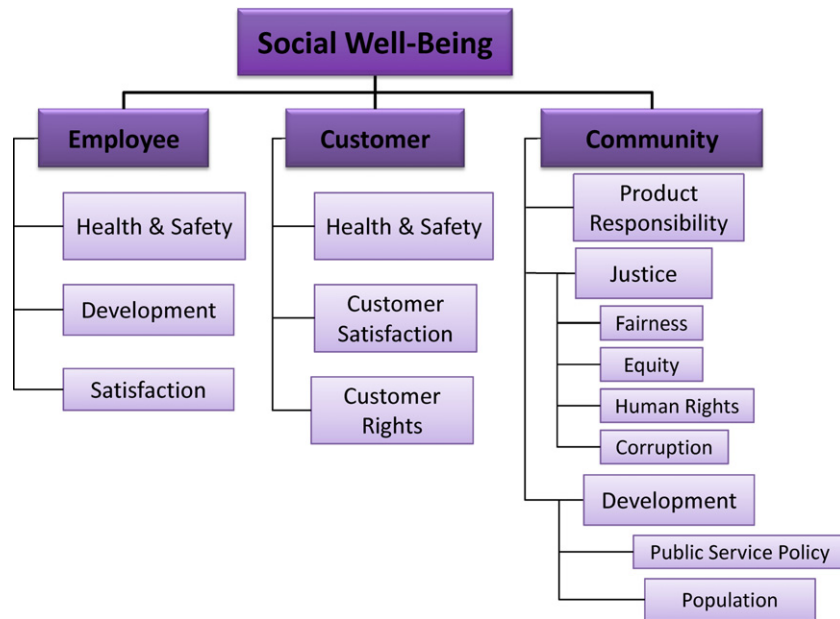 Social Well-Being
Employee
Health & Safety
Development
Satisfaction
Customer
Health & Safety
Customer
Satisfaction
Customer
Rights
Community
Product
Responsibility
Justice
Fairness
Equity
Human Rights
Corruption
Development
Public Service Policy
Population